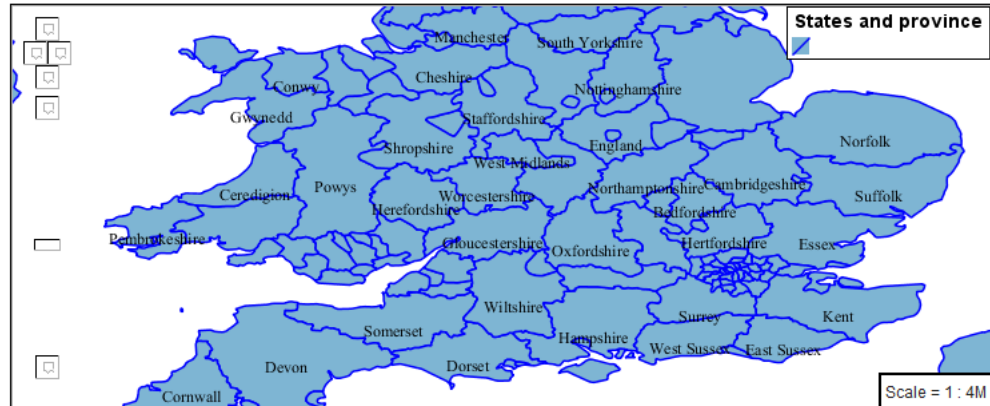 States and province
Manchester
South Yorkshire
Cheshire
Conwy
Nottinghamshire
Gwynedd
Staffordshire
Norfolk
England
Shropshire
West Midlands
Powys
Northamptonshire
Cambridgeshire
Ceredigion
Worcestershire
Suffolk
Herefordshire
Bedfordshire
Pembrokeshire
Gloucestershire
Oxfordshire
Hertfordshire
Essex
Wiltshire
Surrey
Kent
Somerset
Hampshire
West Sussex
East Sussex
Devon
Dorset
Cornwall
Scale = 1 : 4M